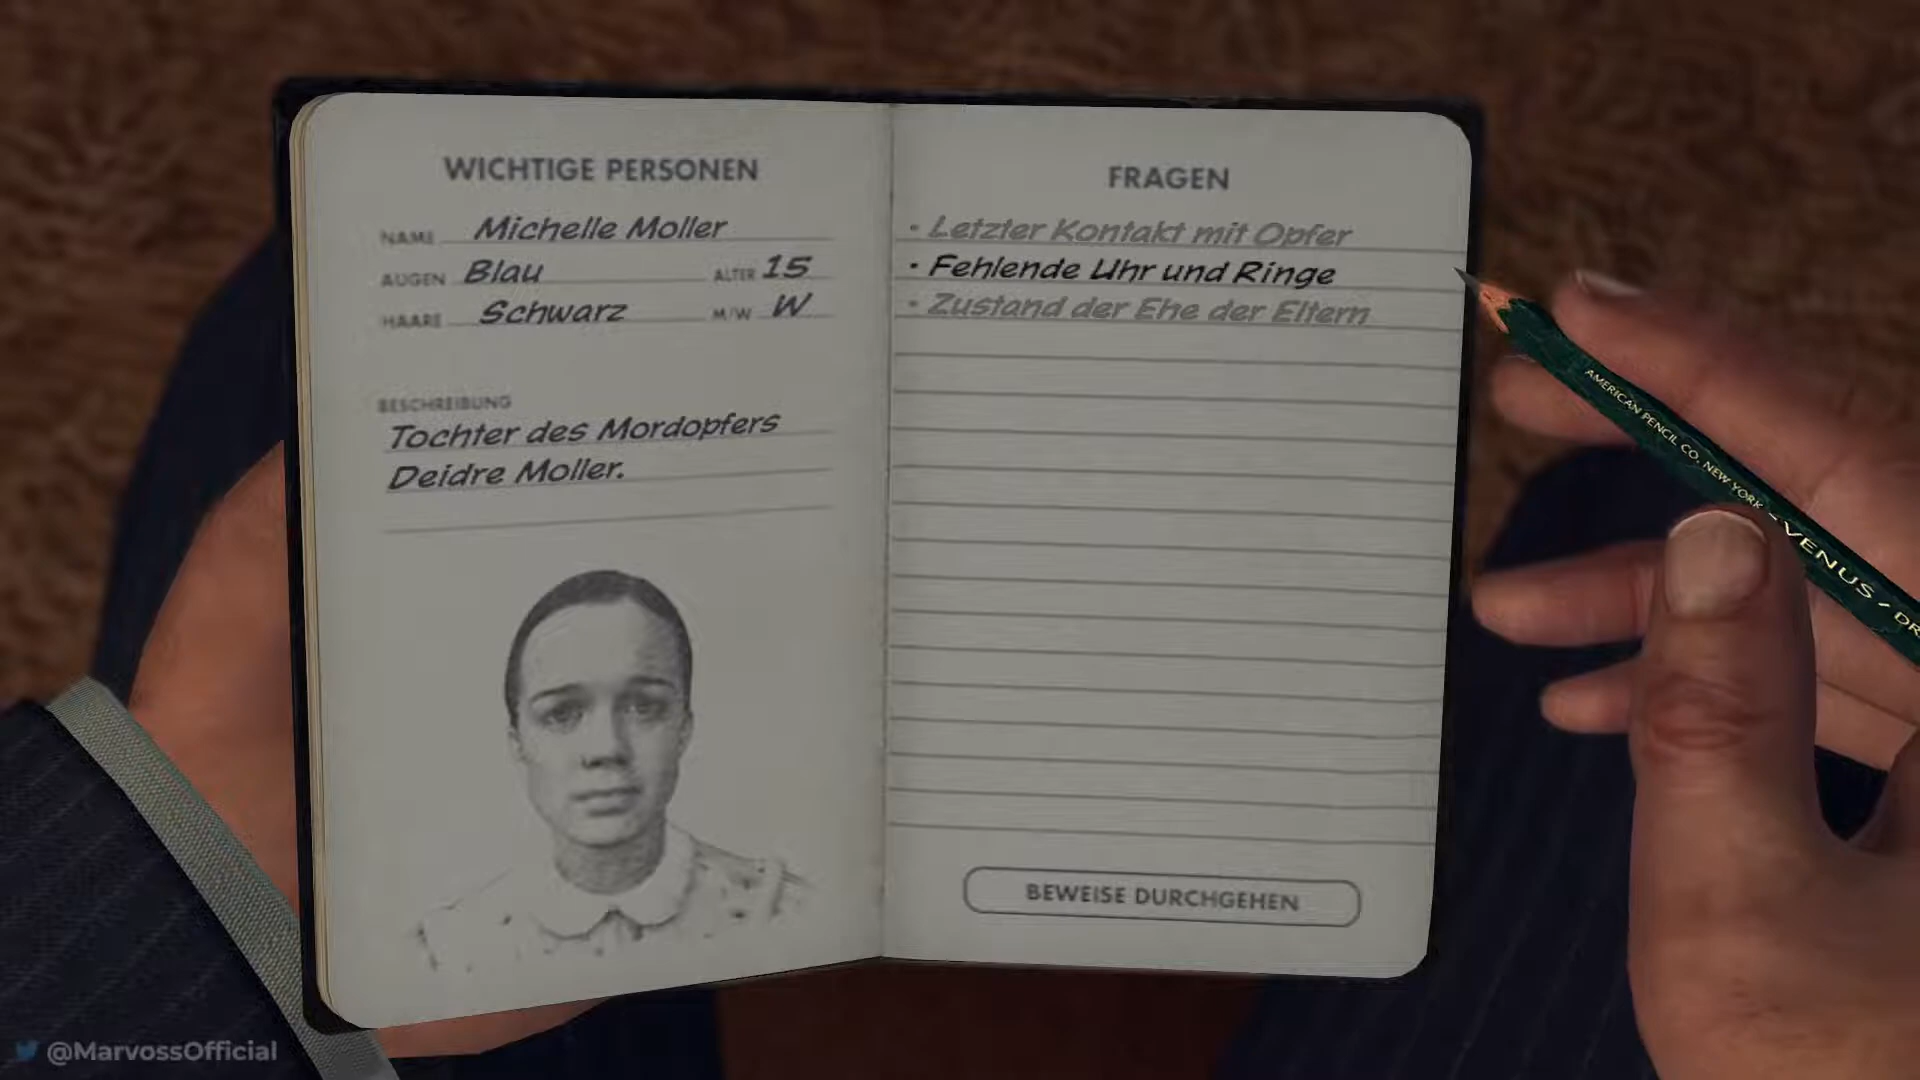 WICHTIGE PERSONEN
NAME Michelle Moller
AUGEN Blau ALTER 15
HAARE Schwarz M/W W
BESCHREIBUNG
Tochter des Mordopfers
Deidre Moller.
FRAGEN
• Letzter Kontakt mit Opfer
• Fehlende Uhr und Ringe
• Zustand der Ehe der Eltern
BEWEISE DURCHGEHEN
AMERICAN PENCIL CO. NEW YORK
VENUS / DR
@MarvossOfficial